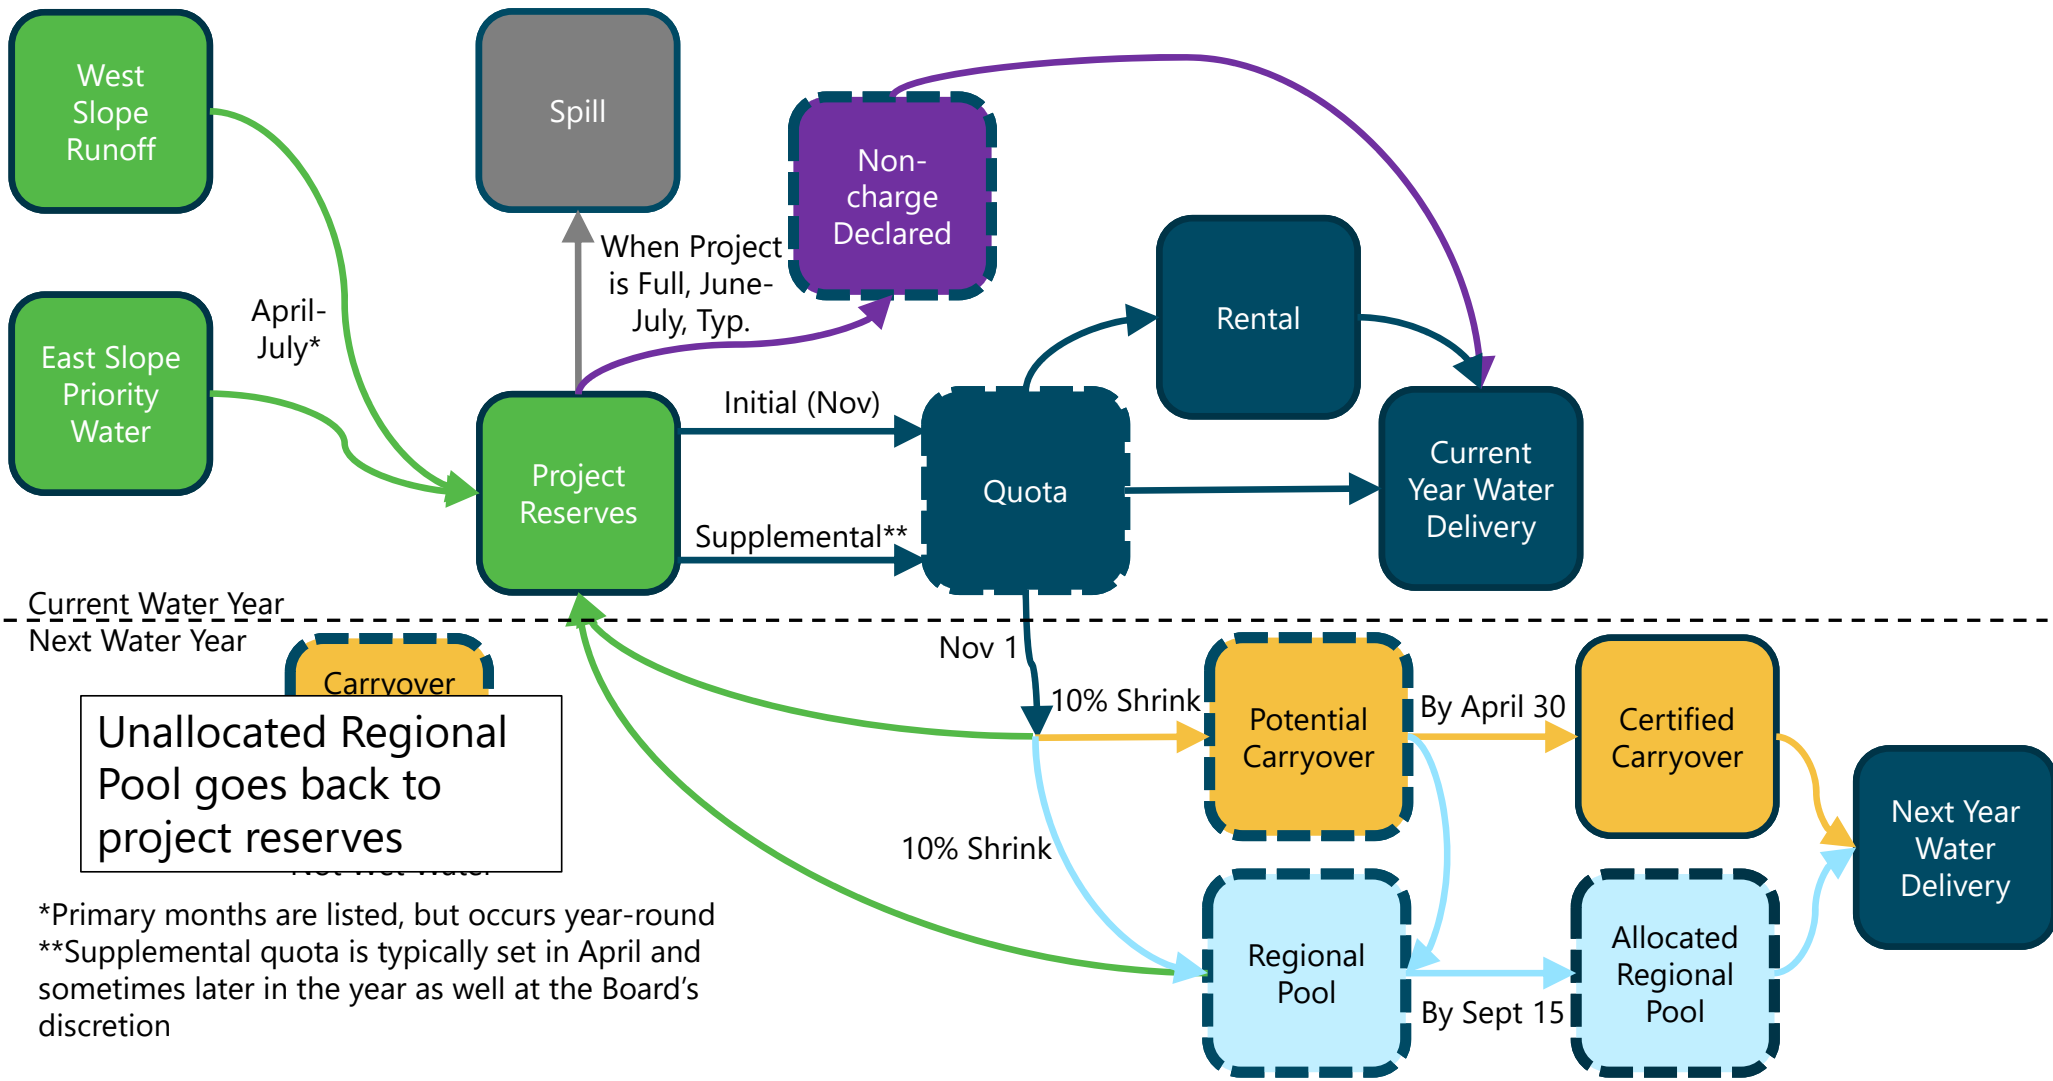 West
Slope
Runoff
Spill
Non-
charge
Declared
When Project
is Full, June-
July, Typ.
April-
July*
East Slope
Priority
Water
Rental
Initial (Nov)
Project
Reserves
Supplemental**
Quota
Current
Year Water
Delivery
Current Water Year
Next Water Year
Nov 1
Carryover
Unallocated Regional
Pool goes back to
project reserves
10% Shrink
Potential
Carryover
By April 30
Certified
Carryover
10% Shrink
Next Year
Water
Delivery
Regional
Pool
By Sept 15
Allocated
Regional
Pool
*Primary months are listed, but occurs year-round
**Supplemental quota is typically set in April and
sometimes later in the year as well at the Board's
discretion